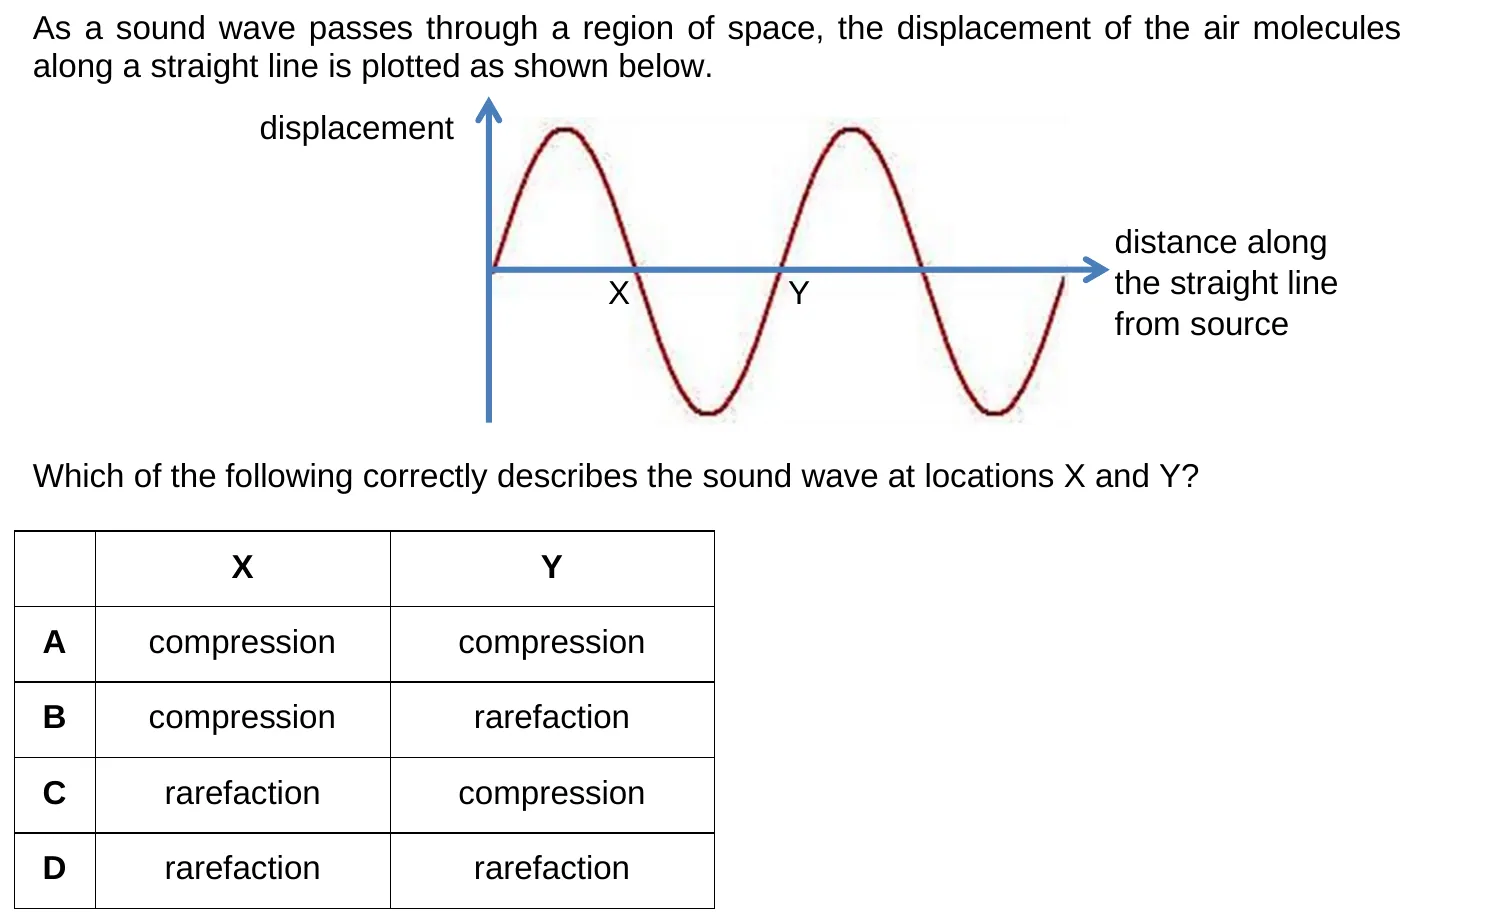 As a sound wave passes through a region of space, the displacement of the air molecules
along a straight line is plotted as shown below.
displacement
distance along
the straight line
from source
X
Y
Which of the following correctly describes the sound wave at locations X and Y?
X Y
A compression compression
B compression rarefaction
C rarefaction compression
D rarefaction rarefaction